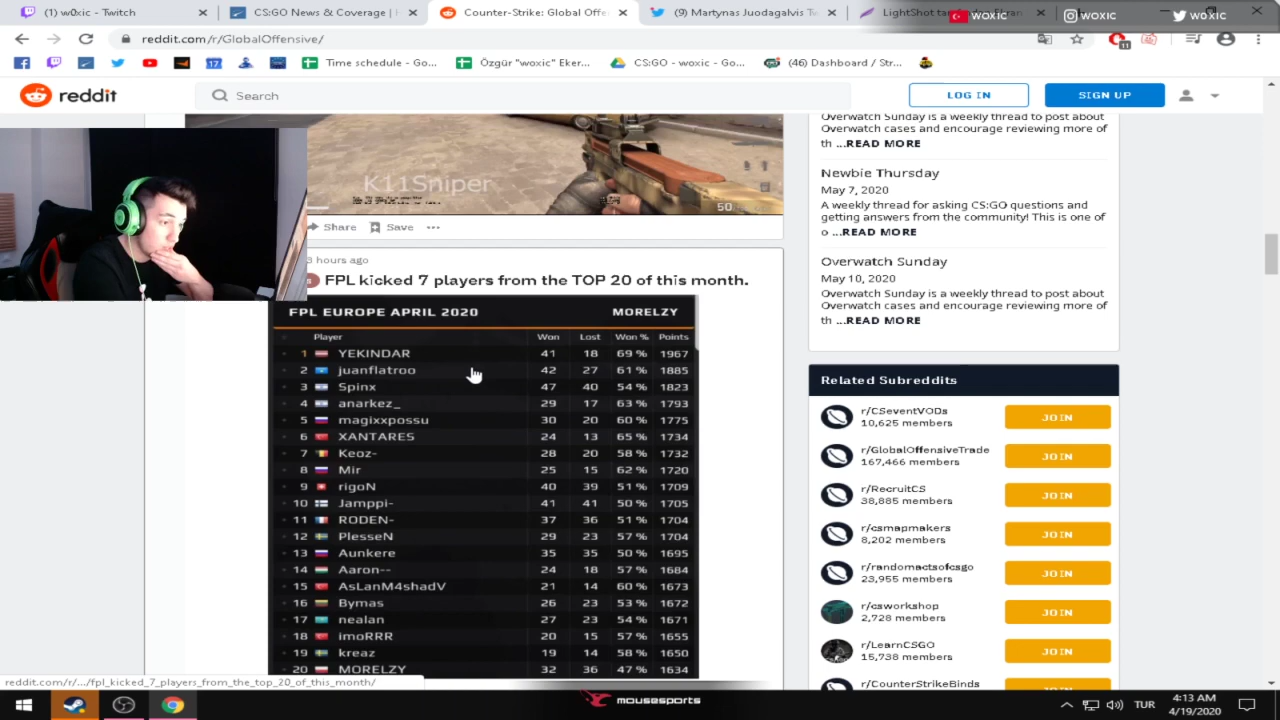 w0xic - Twitch
CSGO News & Coverage | H
Counter-Strike: Global Offe
(9) Martynas Juodagalvis Tw
WOXIC
WOXIC
WOXIC
reddit.com/r/GlobalOffensive/
11
Time schedule - Go...
Özgür "woxic" Eker...
CS:GO - woxic - Go...
(46) Dashboard / Str...
17
reddit
Search
LOG IN
SIGN UP
K11Sniper
50
Share
Save
3 hours ago
FPL kicked 7 players from the TOP 20 of this month.
FPL EUROPE APRIL 2020 MORELZY
Player Won Lost Won % Points
1 YEKINDAR 41 18 69 % 1967
2 juanflatroo 42 27 61 % 1885
3 Spinx 47 40 54 % 1823
4 anarkez_ 29 17 63 % 1793
5 magixxpossu 30 20 60 % 1775
6 XANTARES 24 13 65 % 1734
7 Keoz- 28 20 58 % 1732
8 Mir 25 15 62 % 1720
9 rigoN 40 39 51 % 1709
10 Jamppi- 41 41 50 % 1705
11 RODEN- 37 36 51 % 1704
12 PlesseN 29 23 57 % 1704
13 Aunkere 35 35 50 % 1695
14 Aaron-- 24 18 57 % 1684
15 AsLanM4shadV 21 14 60 % 1673
16 Bymas 26 23 53 % 1672
17 nealan 27 23 54 % 1671
18 imoRRR 20 15 57 % 1655
19 kreaz 19 14 58 % 1650
20 MORELZY 32 36 47 % 1634
Overwatch Sunday is a weekly thread to post about
Overwatch cases and encourage reviewing more of
th ...READ MORE
Newbie Thursday
May 7, 2020
A weekly thread for asking CS:GO questions and
getting answers from the community! This is one of
o ...READ MORE
Overwatch Sunday
May 10, 2020
Overwatch Sunday is a weekly thread to post about
Overwatch cases and encourage reviewing more of
th ...READ MORE
Related Subreddits
r/CSeventVODs
10,625 members
JOIN
r/GlobalOffensiveTrade
167,466 members
JOIN
r/RecruitCS
38,885 members
JOIN
r/csmapmakers
8,202 members
JOIN
r/randomactsofcsgo
23,955 members
JOIN
r/csworkshop
2,728 members
JOIN
r/LearnCSGO
15,738 members
JOIN
r/CounterStrikeBinds
reddit.com/r/.../fpl_kicked_7_players_from_the_top_20_of_this_month/
mousesports
TUR
4:13 AM
4/19/2020